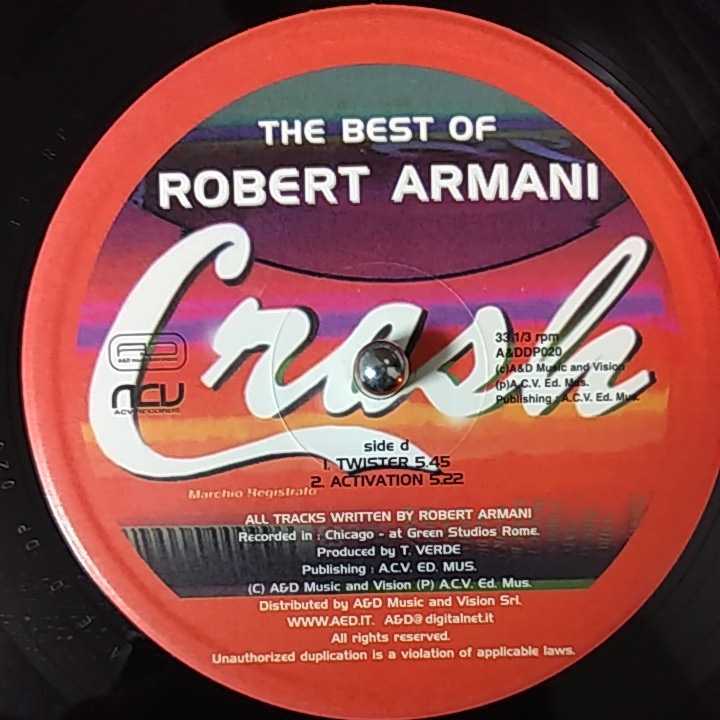 THE BEST OF
ROBERT ARMANI
Crash
33.1/3 rpm
A&DDP020
(c)A&D Music and Vision
(p)A.C.V. Ed. Mus.
Publishing : A.C.V. Ed. Mus.
ACV RECORDS
side d
1. TWISTER 5.45
2. ACTIVATION 5.22
Marchio Registrato
ALL TRACKS WRITTEN BY ROBERT ARMANI
Recorded in : Chicago - at Green Studios Rome.
Produced by T. VERDE
Publishing : A.C.V. ED. MUS.
(C) A&D Music and Vision (P) A.C.V. Ed. Mus.
Distributed by A&D Music and Vision Srl.
WWW.AED.IT. A&D@digitalnet.it
All rights reserved.
Unauthorized duplication is a violation of applicable laws.